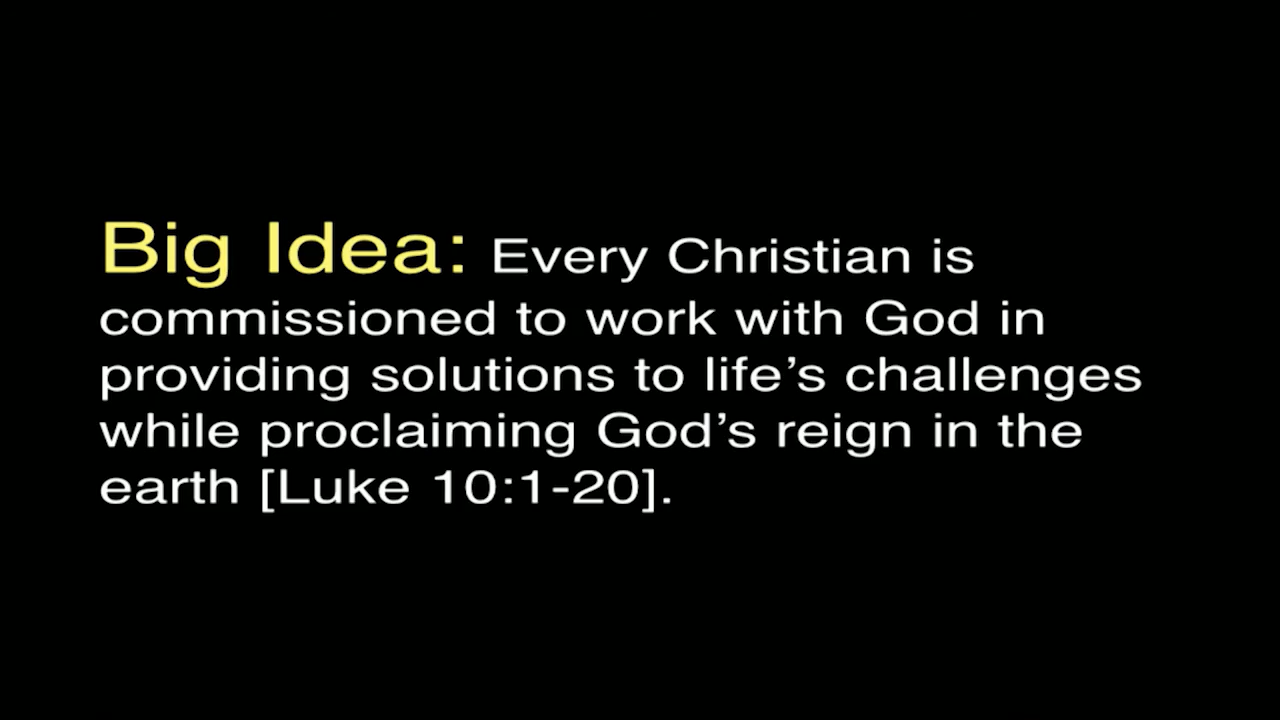 Big Idea: Every Christian is
commissioned to work with God in
providing solutions to life’s challenges
while proclaiming God’s reign in the
earth [Luke 10:1-20].